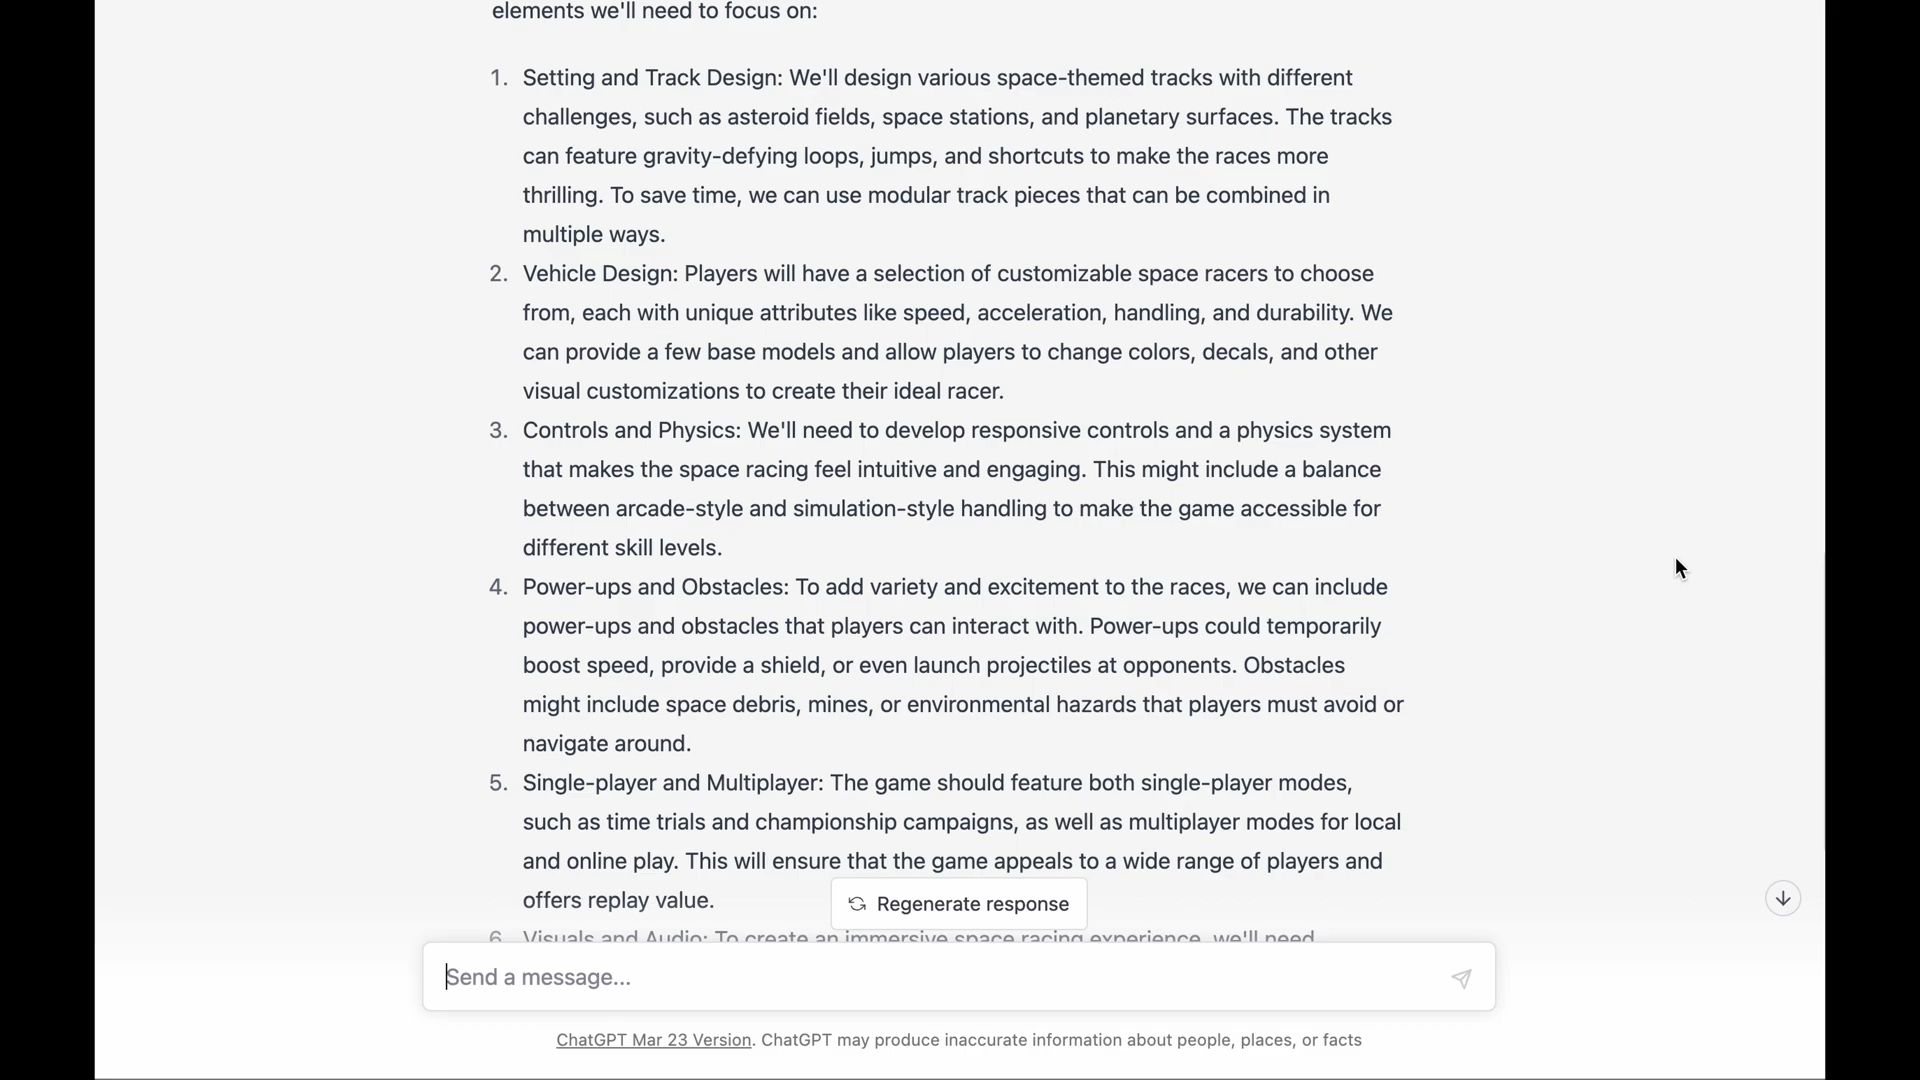 elements we'll need to focus on:
1. Setting and Track Design: We'll design various space-themed tracks with different
challenges, such as asteroid fields, space stations, and planetary surfaces. The tracks
can feature gravity-defying loops, jumps, and shortcuts to make the races more
thrilling. To save time, we can use modular track pieces that can be combined in
multiple ways.
2. Vehicle Design: Players will have a selection of customizable space racers to choose
from, each with unique attributes like speed, acceleration, handling, and durability. We
can provide a few base models and allow players to change colors, decals, and other
visual customizations to create their ideal racer.
3. Controls and Physics: We'll need to develop responsive controls and a physics system
that makes the space racing feel intuitive and engaging. This might include a balance
between arcade-style and simulation-style handling to make the game accessible for
different skill levels.
4. Power-ups and Obstacles: To add variety and excitement to the races, we can include
power-ups and obstacles that players can interact with. Power-ups could temporarily
boost speed, provide a shield, or even launch projectiles at opponents. Obstacles
might include space debris, mines, or environmental hazards that players must avoid or
navigate around.
5. Single-player and Multiplayer: The game should feature both single-player modes,
such as time trials and championship campaigns, as well as multiplayer modes for local
and online play. This will ensure that the game appeals to a wide range of players and
offers replay value.
Regenerate response
6. Visuals and Audio: To create an immersive space racing experience, we'll need
Send a message...
ChatGPT Mar 23 Version. ChatGPT may produce inaccurate information about people, places, or facts